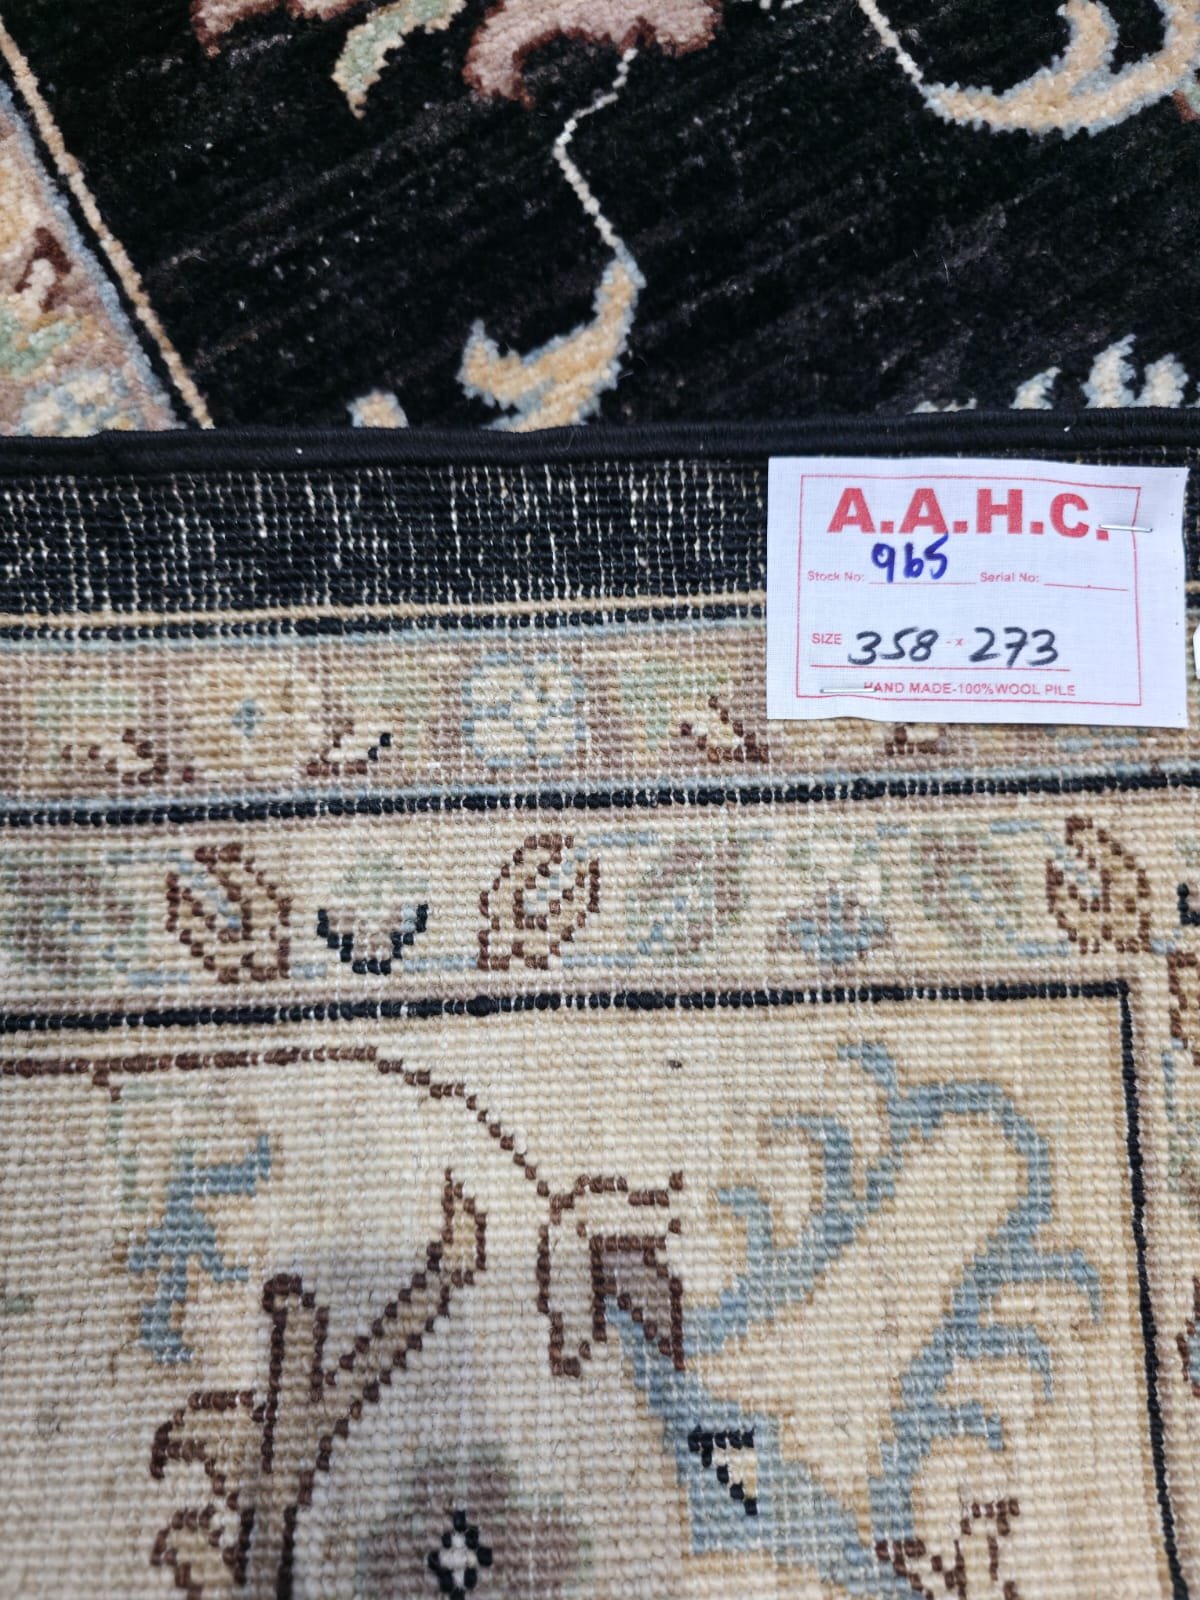 A.A.H.C.
Stock No: 965 Serial No:
SIZE 358 - x 273
HAND MADE-100%WOOL PILE